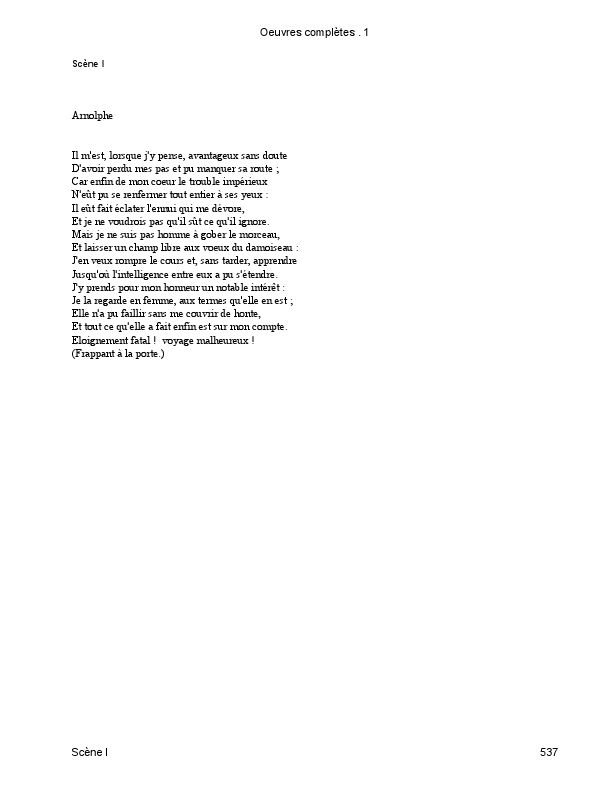 Oeuvres complètes . 1
Scène I
Arnolphe
Il m'est, lorsque j'y pense, avantageux sans doute
D'avoir perdu mes pas et pu manquer sa route ;
Car enfin de mon coeur le trouble impérieux
N'eût pu se renfermer tout entier à ses yeux :
Il eût fait éclater l'ennui qui me dévore,
Et je ne voudrois pas qu'il sût ce qu'il ignore.
Mais je ne suis pas homme à gober le morceau,
Et laisser un champ libre aux voeux du damoiseau :
J'en veux rompre le cours et, sans tarder, apprendre
Jusqu'où l'intelligence entre eux a pu s'étendre.
J'y prends pour mon honneur un notable intérêt :
Je la regarde en femme, aux termes qu'elle en est ;
Elle n'a pu faillir sans me couvrir de honte,
Et tout ce qu'elle a fait enfin est sur mon compte.
Eloignement fatal !  voyage malheureux !
(Frappant à la porte.)
Scène I 537